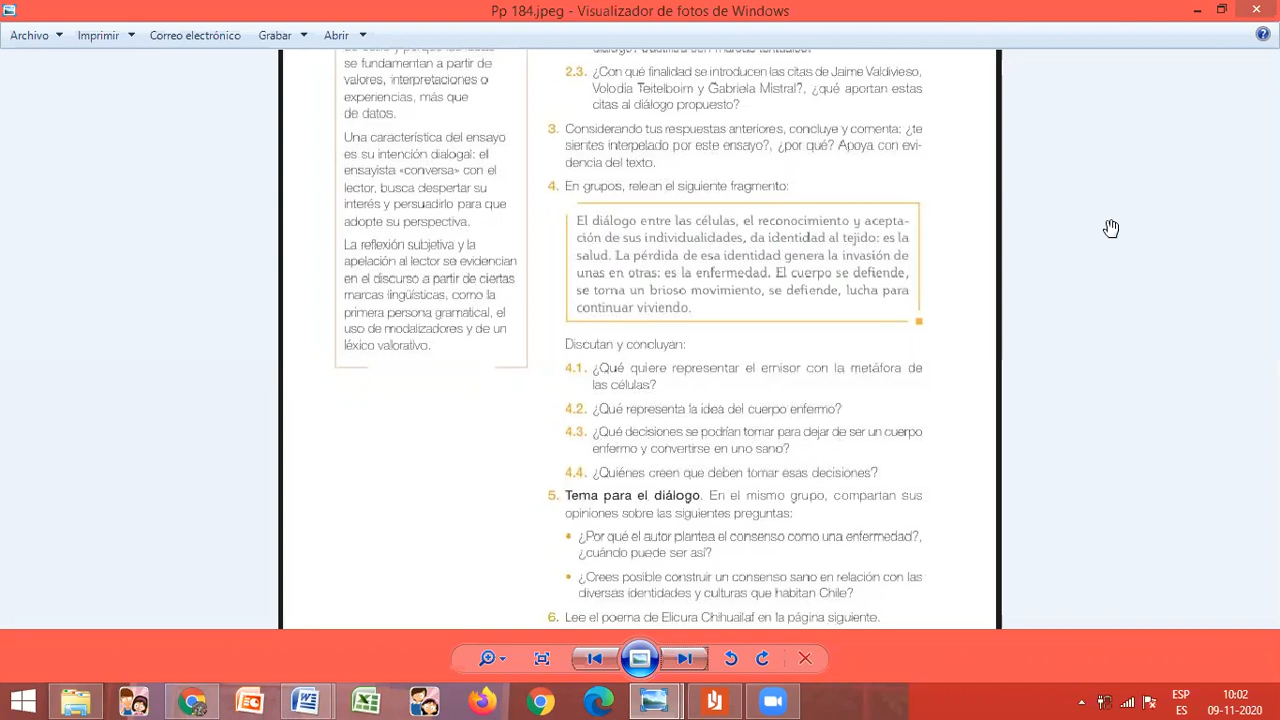 Pp 184.jpeg - Visualizador de fotos de Windows
Archivo Imprimir Correo electrónico Grabar Abrir
se fundamentan a partir de
valores, interpretaciones o
experiencias, más que
de datos.
Una característica del ensayo
es su intención dialogal: el
ensayista «conversa» con el
lector, busca despertar su
interés y persuadirlo para que
adopte su perspectiva.
La reflexión subjetiva y la
apelación al lector se evidencian
en el discurso a partir de ciertas
marcas lingüísticas, como la
primera persona gramatical, el
uso de modalizadores y de un
léxico valorativo.
2.3. ¿Con qué finalidad se introducen las citas de Jaime Valdivieso,
Volodia Teitelboim y Gabriela Mistral?, ¿qué aportan estas
citas al diálogo propuesto?
3. Considerando tus respuestas anteriores, concluye y comenta: ¿te
sientes interpelado por este ensayo?, ¿por qué? Apoya con evi-
dencia del texto.
4. En grupos, relean el siguiente fragmento:
El diálogo entre las células, el reconocimiento y acepta-
ción de sus individualidades, da identidad al tejido: es la
salud. La pérdida de esa identidad genera la invasión de
unas en otras: es la enfermedad. El cuerpo se defiende,
se torna un brioso movimiento, se defiende, lucha para
continuar viviendo.
Discutan y concluyan:
4.1. ¿Qué quiere representar el emisor con la metáfora de
las células?
4.2. ¿Qué representa la idea del cuerpo enfermo?
4.3. ¿Qué decisiones se podrían tomar para dejar de ser un cuerpo
enfermo y convertirse en uno sano?
4.4. ¿Quiénes creen que deben tomar esas decisiones?
5. Tema para el diálogo. En el mismo grupo, compartan sus
opiniones sobre las siguientes preguntas:
• ¿Por qué el autor plantea el consenso como una enfermedad?,
¿cuándo puede ser así?
• ¿Crees posible construir un consenso sano en relación con las
diversas identidades y culturas que habitan Chile?
6. Lee el poema de Elicura Chihuailaf en la página siguiente.
ESP 10:02
ES 09-11-2020